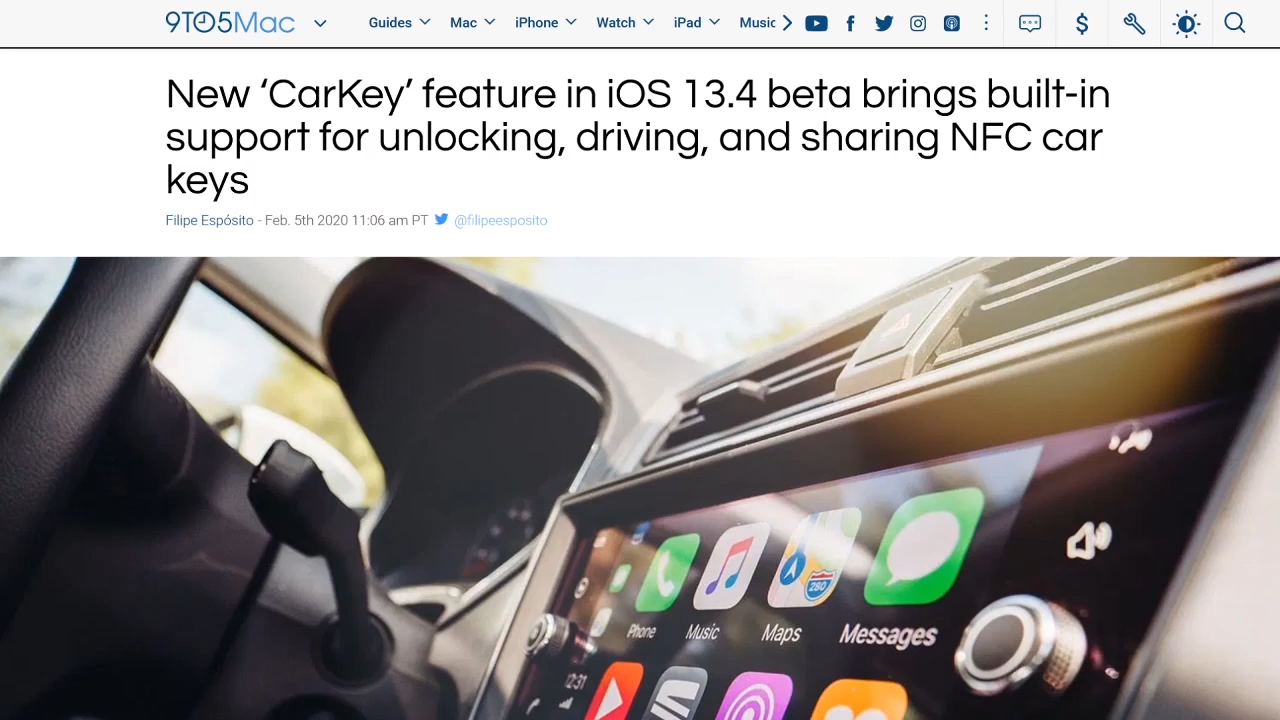 9TO5Mac
Guides Mac iPhone Watch iPad Music
New ‘CarKey’ feature in iOS 13.4 beta brings built-in
support for unlocking, driving, and sharing NFC car
keys
Filipe Espósito - Feb. 5th 2020 11:06 am PT @filipeesposito
280
Phone Music Maps Messages
12:31